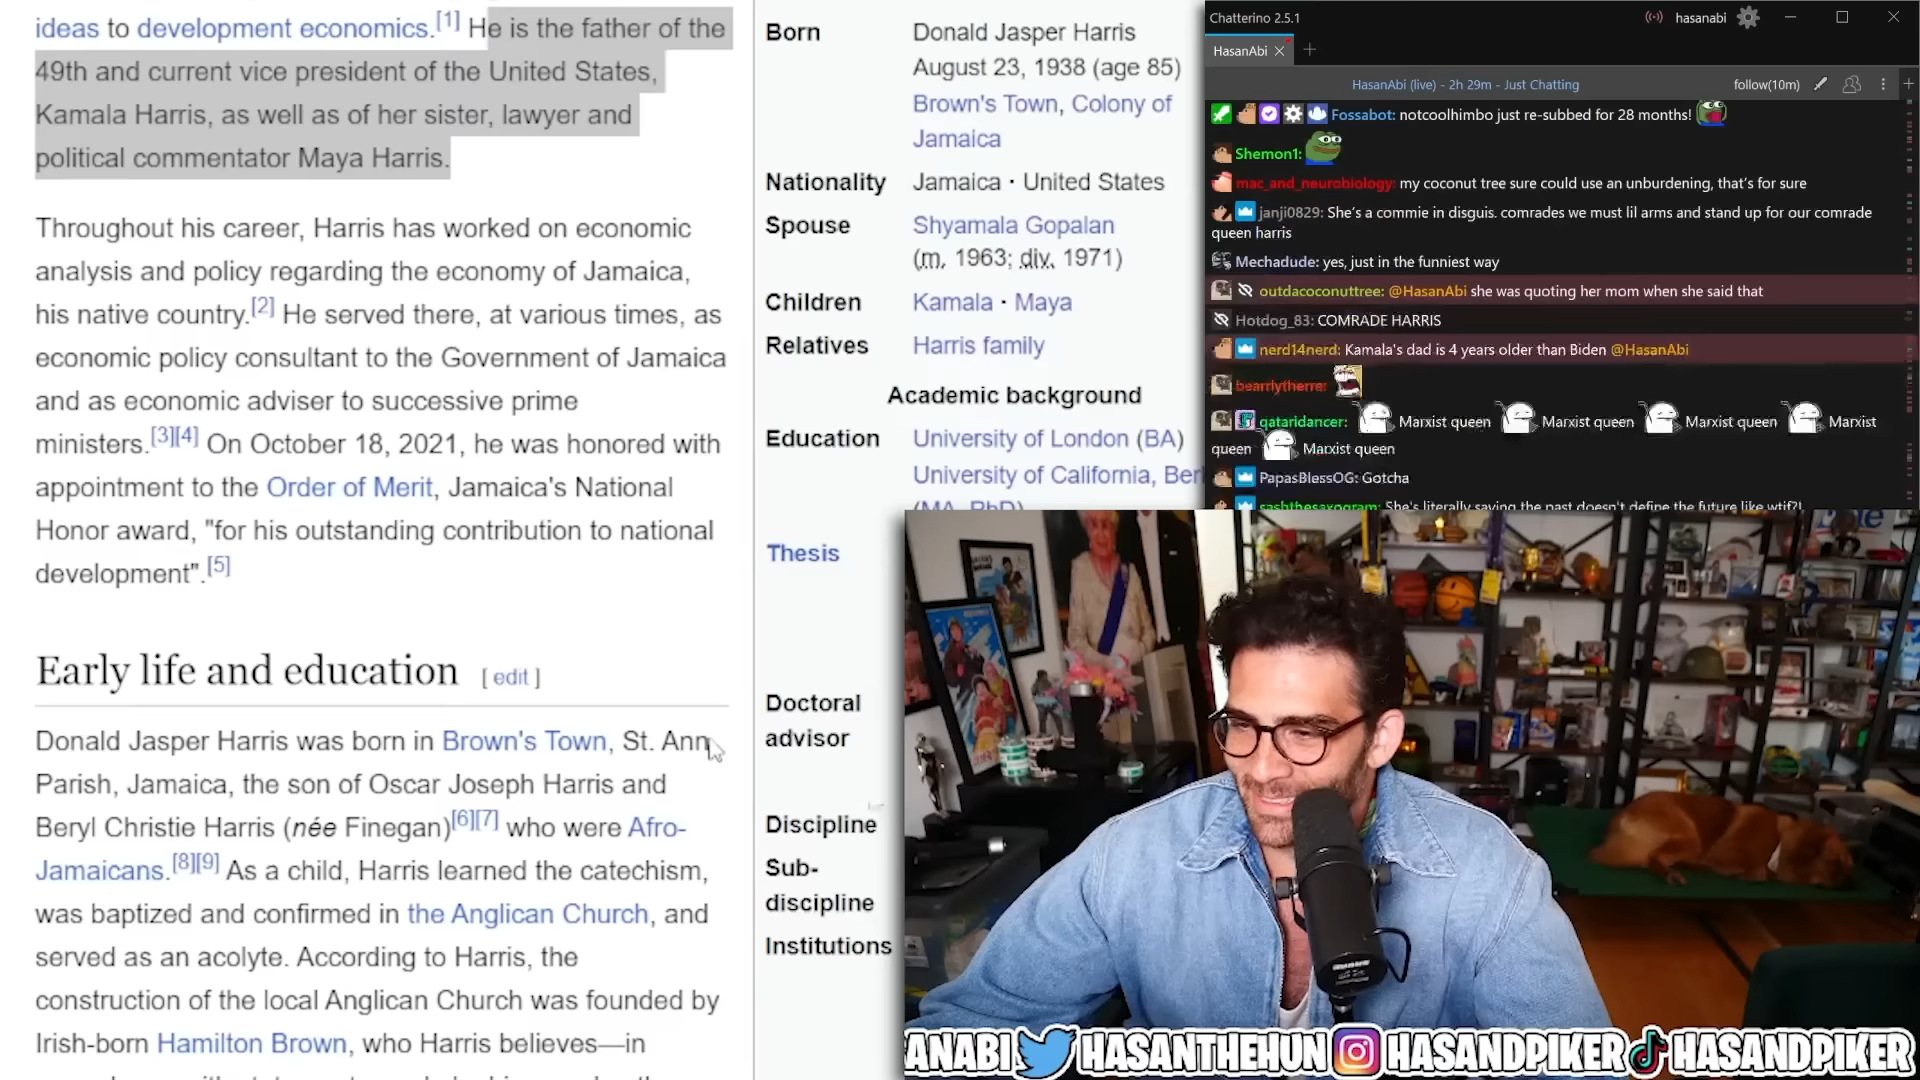 ideas to development economics.[1] He is the father of the
49th and current vice president of the United States,
Kamala Harris, as well as of her sister, lawyer and
political commentator Maya Harris.
Throughout his career, Harris has worked on economic
analysis and policy regarding the economy of Jamaica,
his native country.[2] He served there, at various times, as
economic policy consultant to the Government of Jamaica
and as economic adviser to successive prime
ministers.[3][4] On October 18, 2021, he was honored with
appointment to the Order of Merit, Jamaica's National
Honor award, "for his outstanding contribution to national
development".[5]
Early life and education [ edit ]
Donald Jasper Harris was born in Brown's Town, St. Ann
Parish, Jamaica, the son of Oscar Joseph Harris and
Beryl Christie Harris (née Finegan)[6][7] who were Afro-
Jamaicans.[8][9] As a child, Harris learned the catechism,
was baptized and confirmed in the Anglican Church, and
served as an acolyte. According to Harris, the
construction of the local Anglican Church was founded by
Irish-born Hamilton Brown, who Harris believes—in
Born Donald Jasper Harris
August 23, 1938 (age 85)
Brown's Town, Colony of
Jamaica
Nationality Jamaica · United States
Spouse Shyamala Gopalan
(m. 1963; div. 1971)
Children Kamala · Maya
Relatives Harris family
Academic background
Education University of London (BA)
University of California, Ber
(MA, PhD)
Thesis
Doctoral
advisor
Discipline
Sub-
discipline
Institutions
Chatterino 2.5.1 hasanabi
HasanAbi
HasanAbi (live) - 2h 29m - Just Chatting follow(10m)
Fossabot: notcoolhimbo just re-subbed for 28 months!
Shemon1:
mac_and_neurobiology: my coconut tree sure could use an unburdening, that's for sure
janji0829: She's a commie in disguis. comrades we must lil arms and stand up for our comrade
queen harris
Mechadude: yes, just in the funniest way
outdacoconuttree: @HasanAbi she was quoting her mom when she said that
Hotdog_83: COMRADE HARRIS
nerd14nerd: Kamala's dad is 4 years older than Biden @HasanAbi
bearrlytherre:
qataridancer: Marxist queen Marxist queen Marxist queen Marxist
queen Marxist queen
PapasBlessOG: Gotcha
sashthesaxogram: She's literally saying the past doesn't define the future like wtif?!
ANABI HASANTHEHUN HASANDPIKER HASANDPIKER